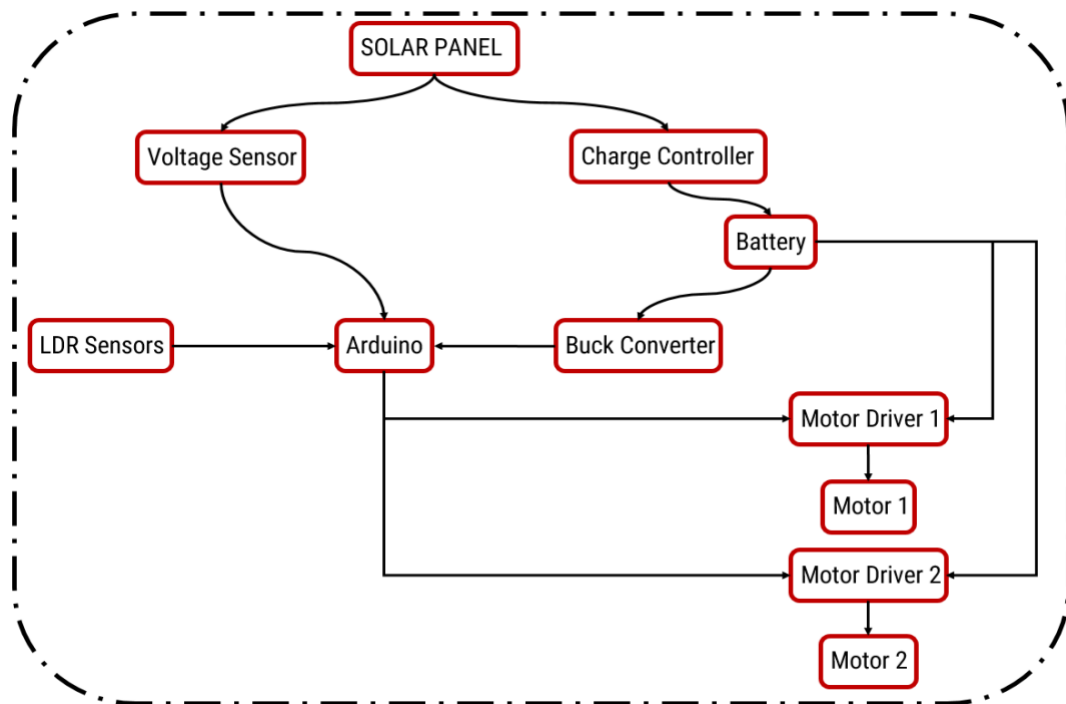 SOLAR PANEL
Voltage Sensor
Charge Controller
Battery
LDR Sensors
Arduino
Buck Converter
Motor Driver 1
Motor 1
Motor Driver 2
Motor 2